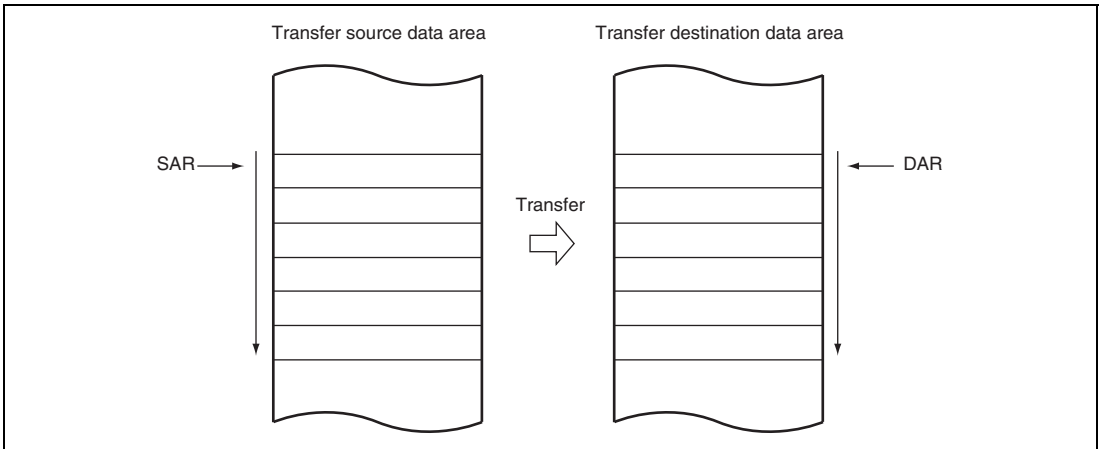 Transfer source data area
Transfer destination data area
SAR
DAR
Transfer